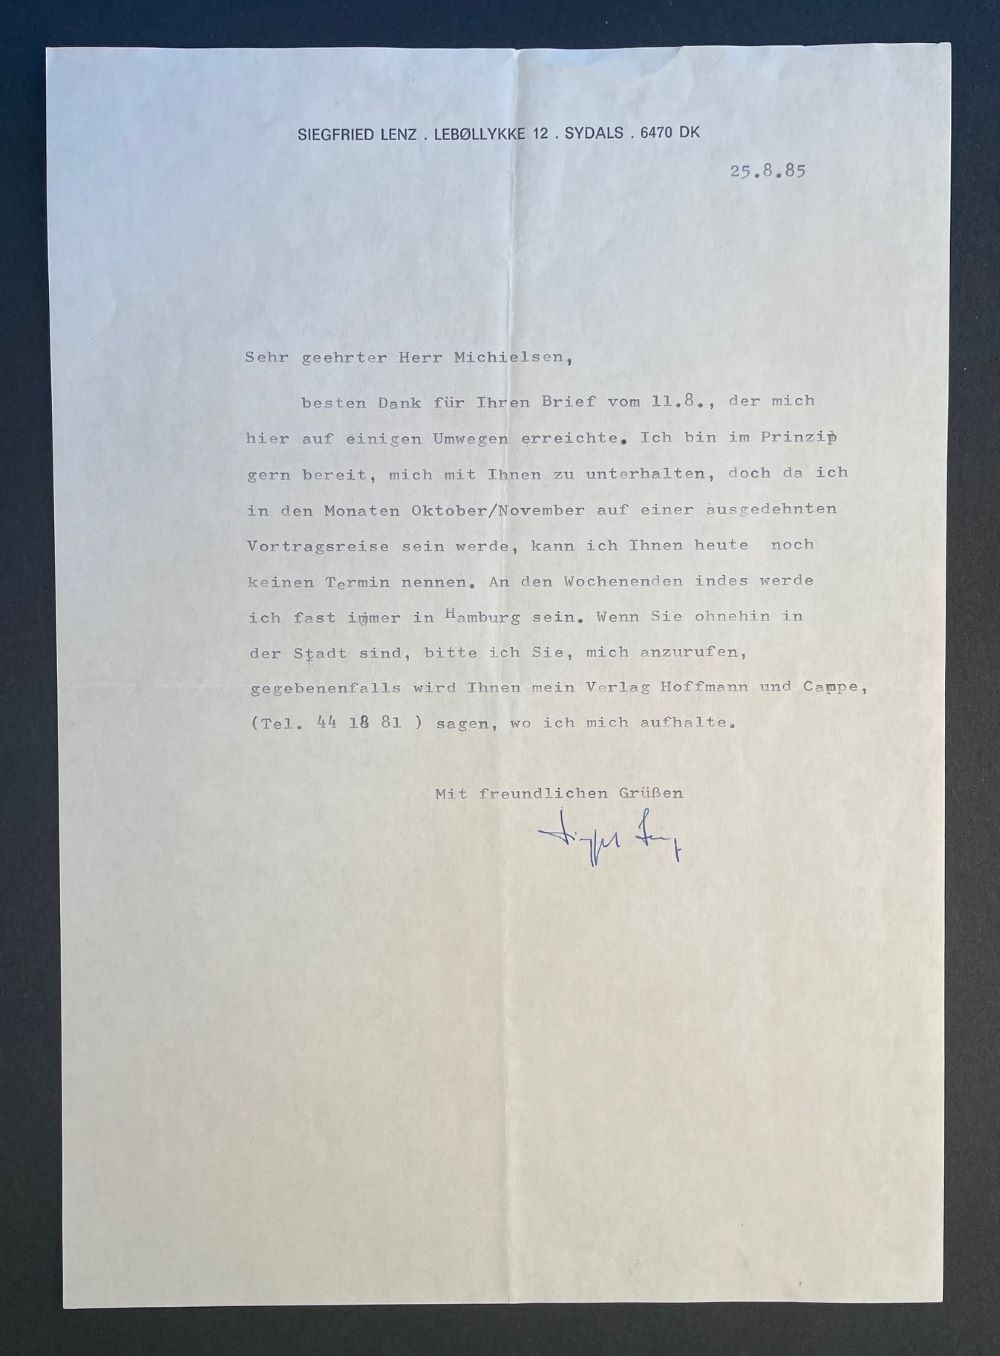 SIEGFRIED LENZ . LEBØLLYKKE 12 . SYDALS . 6470 DK
25.8.85
Sehr geehrter Herr Michielsen,
besten Dank für Ihren Brief vom 11.8., der mich
hier auf einigen Umwegen erreichte. Ich bin im Prinzip
gern bereit, mich mit Ihnen zu unterhalten, doch da ich
in den Monaten Oktober/November auf einer ausgedehnten
Vortragsreise sein werde, kann ich Ihnen heute noch
keinen Termin nennen. An den Wochenenden indes werde
ich fast immer in Hamburg sein. Wenn Sie ohnehin in
der Stadt sind, bitte ich Sie, mich anzurufen,
gegebenenfalls wird Ihnen mein Verlag Hoffmann und Campe,
(Tel. 44 18 81 ) sagen, wo ich mich aufhalte.
Mit freundlichen Grüßen
Siegfried Lenz